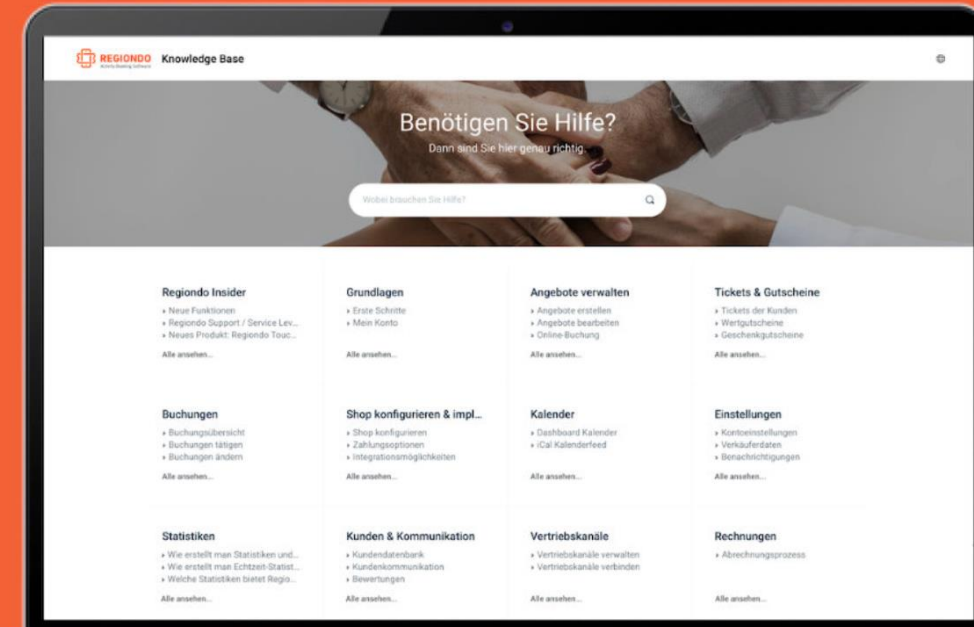 REGIONDO Knowledge Base
Activity Booking Software
Benötigen Sie Hilfe?
Dann sind Sie hier genau richtig.
Wobei brauchen Sie Hilfe?
Regiondo Insider
› Neue Funktionen
› Regiondo Support / Service Lev...
› Neues Produkt: Regiondo Touc...
Alle ansehen...
Grundlagen
› Erste Schritte
› Mein Konto
Alle ansehen...
Angebote verwalten
› Angebote erstellen
› Angebote bearbeiten
› Online-Buchung
Alle ansehen...
Tickets & Gutscheine
› Tickets der Kunden
› Wertgutscheine
› Geschenkgutscheine
Alle ansehen...
Buchungen
› Buchungsübersicht
› Buchungen tätigen
› Buchungen ändern
Alle ansehen...
Shop konfigurieren & impl...
› Shop konfigurieren
› Zahlungsoptionen
› Integrationsmöglichkeiten
Alle ansehen...
Kalender
› Dashboard Kalender
› iCal Kalenderfeed
Alle ansehen...
Einstellungen
› Kontoeinstellungen
› Verkäuferdaten
› Benachrichtigungen
Alle ansehen...
Statistiken
› Wie erstellt man Statistiken und...
› Wie erstellt man Echtzeit-Statist...
› Welche Statistiken bietet Regio...
Alle ansehen...
Kunden & Kommunikation
› Kundendatenbank
› Kundenkommunikation
› Bewertungen
Alle ansehen...
Vertriebskanäle
› Vertriebskanäle verwalten
› Vertriebskanäle verbinden
Alle ansehen...
Rechnungen
› Abrechnungsprozess
Alle ansehen...